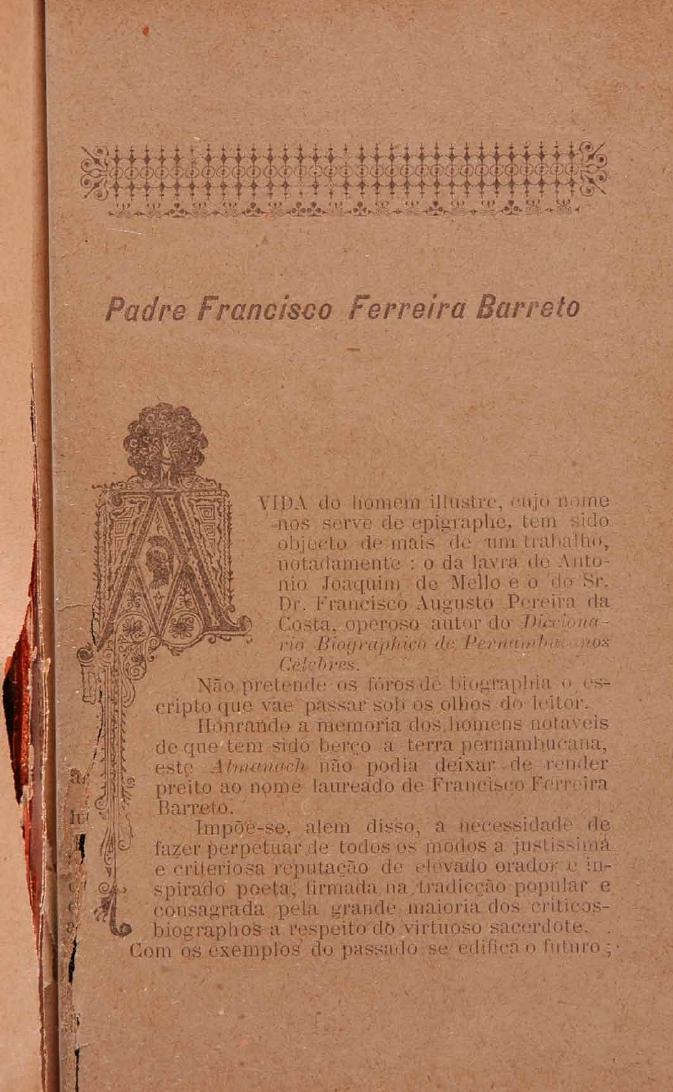 Padre Francisco Ferreira Barreto
A VIDA do homem illustre, cujo nome
nos serve de epigraphe, tem sido
objecto de mais de um trabalho,
notadamente : o da lavra de Anto-
nio Joaquim de Mello e o do Sr.
Dr. Francisco Augusto Pereira da
Costa, operoso autor do Dicciona-
rio Biographico de Pernambucanos
Celebres.
Não pretende os fóros de biographia o es-
cripto que vae passar sob os olhos do leitor.
Honrando a memoria dos homens notaveis
de que tem sido berço a terra pernambucana,
este Almanach não podia deixar de render
preito ao nome laureado de Francisco Ferreira
Barreto.
Impõe-se, alem disso, a necessidade de
fazer perpetuar de todos os modos a justissima
e criteriosa reputação de elevado orador e in-
spirado poeta, firmada na tradicção popular e
consagrada pela grande maioria dos criticos-
biographos a respeito do virtuoso sacerdote.
Com os exemplos do passado se edifica o futuro ;